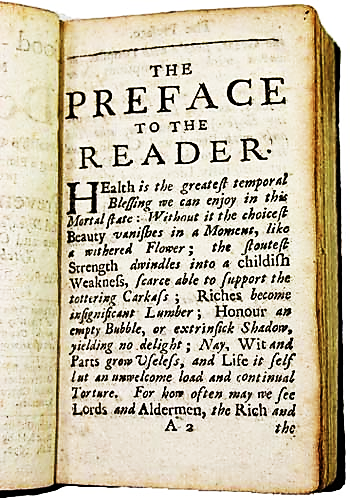 THE
PREFACE
TO THE
READER.
HEalth is the greateſt temporal
Bleſſing we can enjoy in this
Mortal ſtate: Without it the choiceſt
Beauty vaniſhes in a Moment, like
a withered Flower; the ſtouteſt
Strength dwindles into a childiſh
Weakneſs, ſcarce able to ſupport the
tottering Carkaſs; Riches become
inſignificant Lumber; Honour an
empty Bubble, or extrinſick Shadow,
yielding no delight; Nay, Wit and
Parts grow Uſeleſs, and Life it ſelf
but an unwelcome load and continual
Torture. For how often may we ſee
Lords and Aldermen, the Rich and
A 2 the